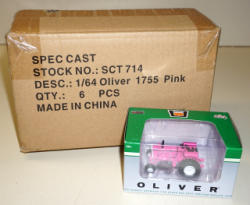 SPEC CAST
STOCK NO.: SCT 714
DESC.: 1/64 Oliver 1755 Pink
QTY.: 6 PCS
MADE IN CHINA
OLIVER